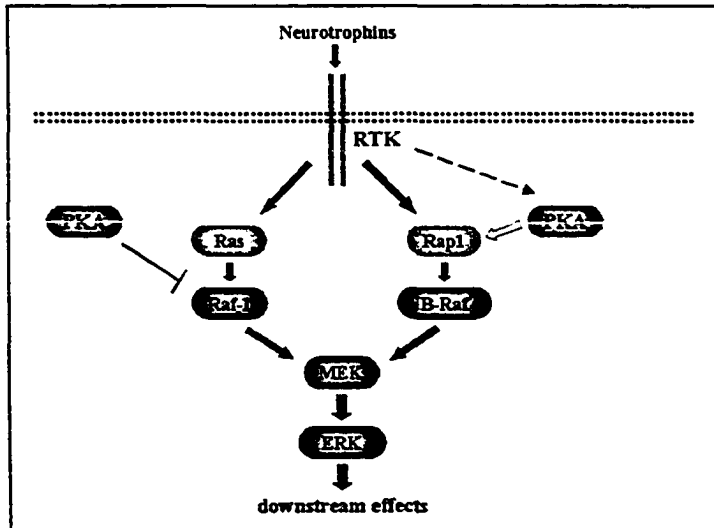 Neurotrophins
RTK
PKA
Ras
Rap1
PKA
Raf-1
B-Raf
MEK
ERK
downstream effects